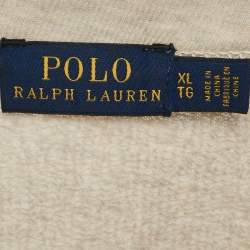 POLO
RALPH LAUREN
XL
TG
MADE IN
CHINA
FABRIQUÉ EN
CHINE